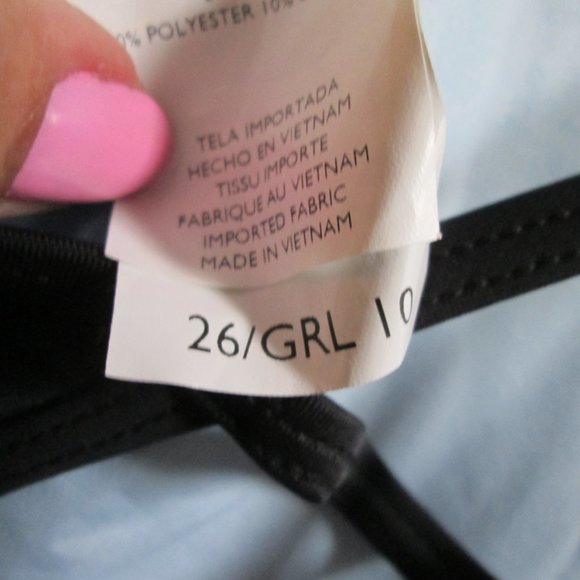 0% POLYESTER 10%
TELA IMPORTADA
HECHO EN VIETNAM
TISSU IMPORTE
FABRIQUE AU VIETNAM
IMPORTED FABRIC
MADE IN VIETNAM
26/GRL 10